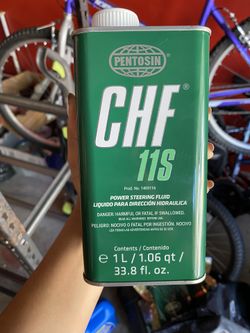 PENTOSIN
CHF®
11S
Prod. No. 1405116
POWER STEERING FLUID
LIQUIDO PARA DIRECCIÓN HIDRAULICA
DANGER: HARMFUL OR FATAL IF SWALLOWED.
PELIGRO: NOCIVO O FATAL POR INGESTIÓN. NOCIVO
Contents / Contenido
e 1 L / 1.06 qt /
33.8 fl. oz.